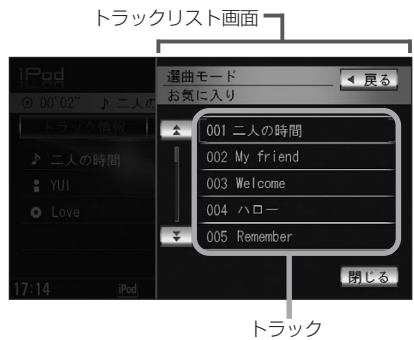 トラックリスト画面
iPod
00'02" ♪ 二人の
トラック情報
♪ 二人の時間
YUI
Love
17:14 iPod
選曲モード
◀ 戻る
お気に入り
001 二人の時間
002 My friend
003 Welcome
004 ハロー
005 Remember
閉じる
トラック